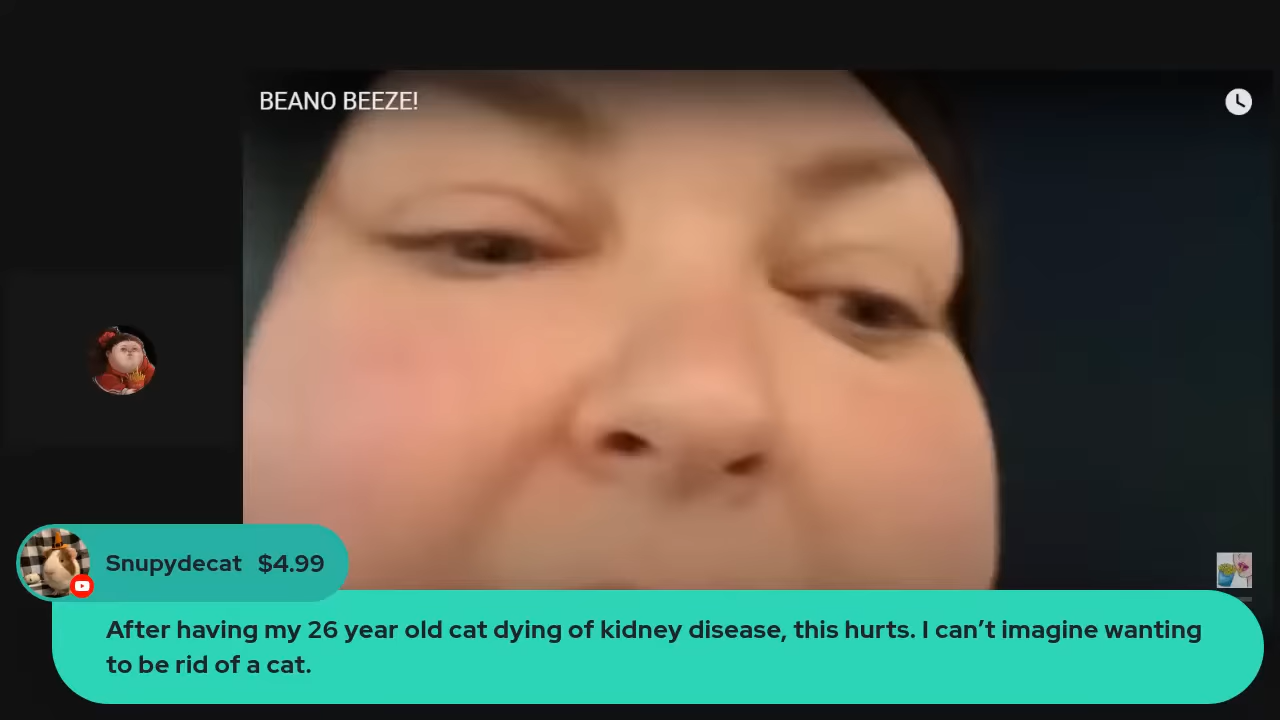 BEANO BEEZE!
Snupydecat $4.99
After having my 26 year old cat dying of kidney disease, this hurts. I can’t imagine wanting
to be rid of a cat.